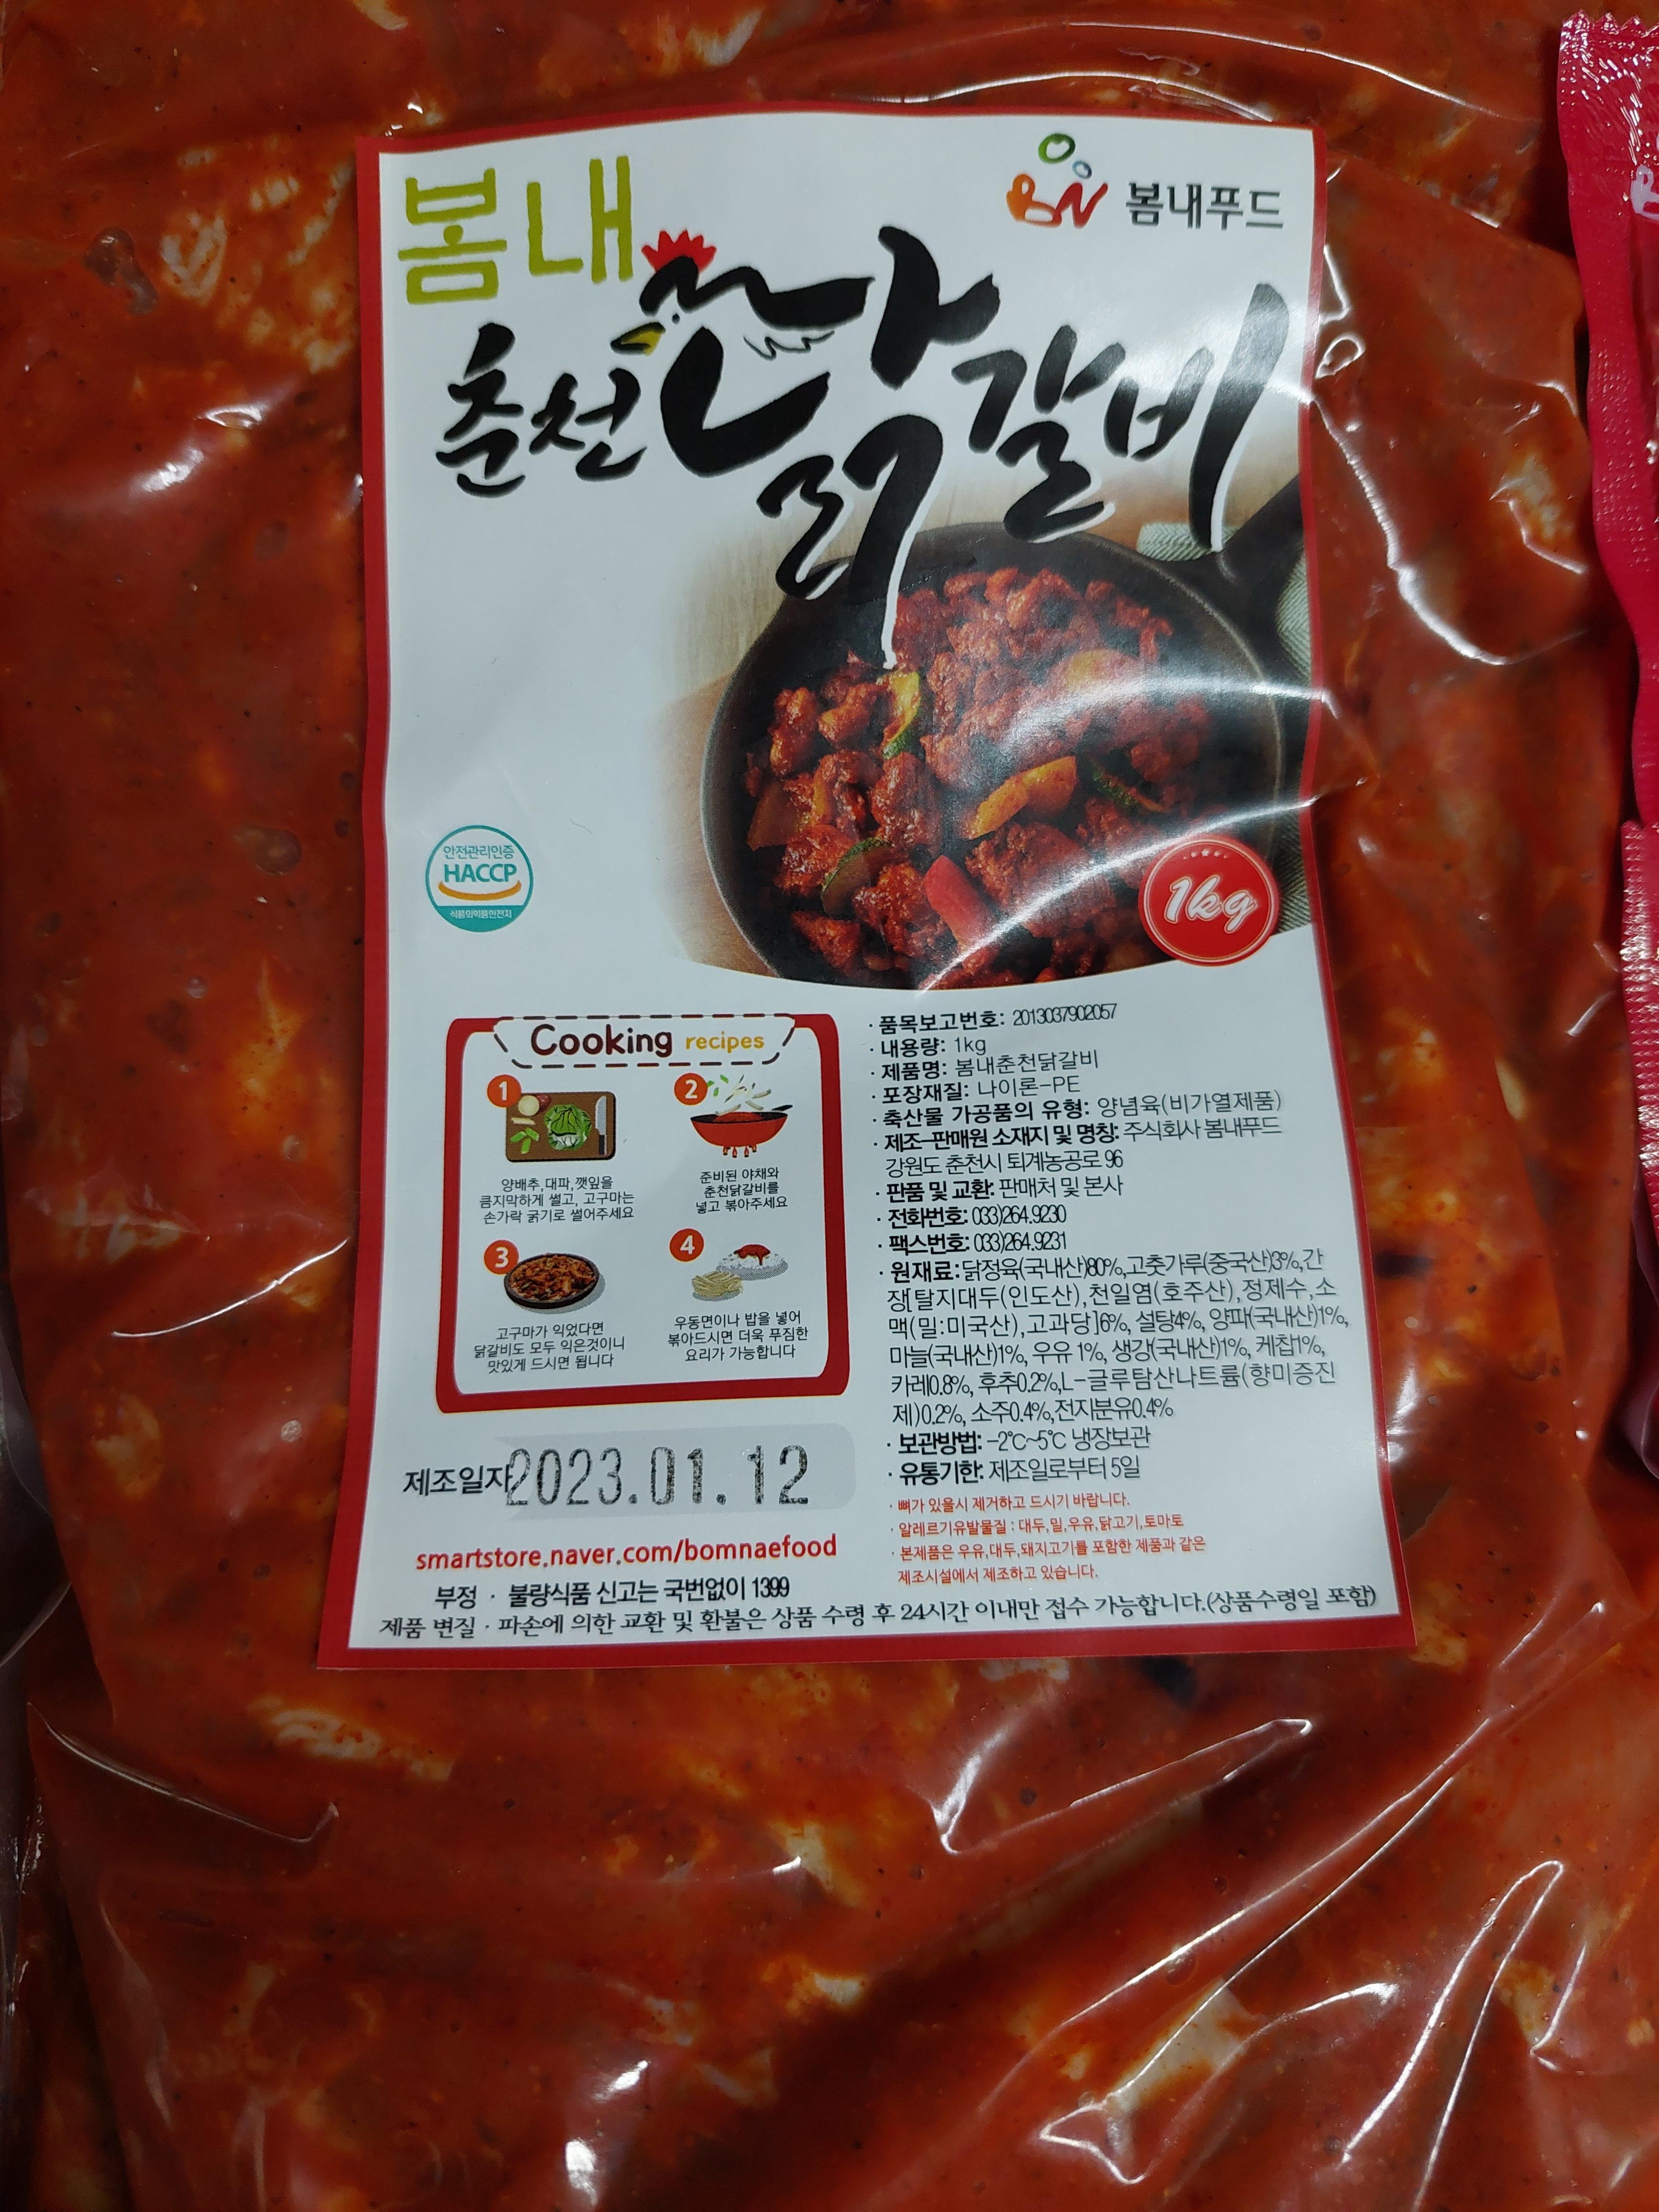 봄내
BN 봄내푸드
춘천 닭갈비
안전관리인증
HACCP
식품의약품안전처
1kg
Cooking recipes
1
양배추,대파,깻잎을
큼지막하게 썰고, 고구마는
손가락 굵기로 썰어주세요
2
준비된 야채와
춘천닭갈비를
넣고 볶아주세요
3
고구마가 익었다면
닭갈비도 모두 익은것이니
맛있게 드시면 됩니다
4
우동면이나 밥을 넣어
볶아드시면 더욱 푸짐한
요리가 가능합니다
제조일자 2023.01.12
smartstore.naver.com/bomnaefood
· 품목보고번호: 2013037902057
· 내용량: 1kg
· 제품명: 봄내춘천닭갈비
· 포장재질: 나이론-PE
· 축산물 가공품의 유형: 양념육(비가열제품)
· 제조-판매원 소재지 및 명칭: 주식회사 봄내푸드
강원도 춘천시 퇴계농공로 96
· 판품 및 교환: 판매처 및 본사
· 전화번호: 033)264.9230
· 팩스번호: 033)264.9231
· 원재료: 닭정육(국내산)80%,고춧가루(중국산)3%,간
장[탈지대두(인도산),천일염(호주산),정제수,소
맥(밀:미국산),고과당]6%, 설탕4%, 양파(국내산)1%,
마늘(국내산)1%, 우유 1%, 생강(국내산)1%, 케찹1%,
카레0.8%, 후추0.2%,L-글루탐산나트륨(향미증진
제)0.2%, 소주0.4%,전지분유0.4%
· 보관방법: -2℃~5℃ 냉장보관
· 유통기한: 제조일로부터 5일
· 뼈가 있을시 제거하고 드시기 바랍니다.
· 알레르기유발물질 : 대두,밀,우유,닭고기,토마토
· 본제품은 우유,대두,돼지고기를 포함한 제품과 같은
제조시설에서 제조하고 있습니다.
부정 · 불량식품 신고는 국번없이 1399
제품 변질 · 파손에 의한 교환 및 환불은 상품 수령 후 24시간 이내만 접수 가능합니다.(상품수령일 포함)